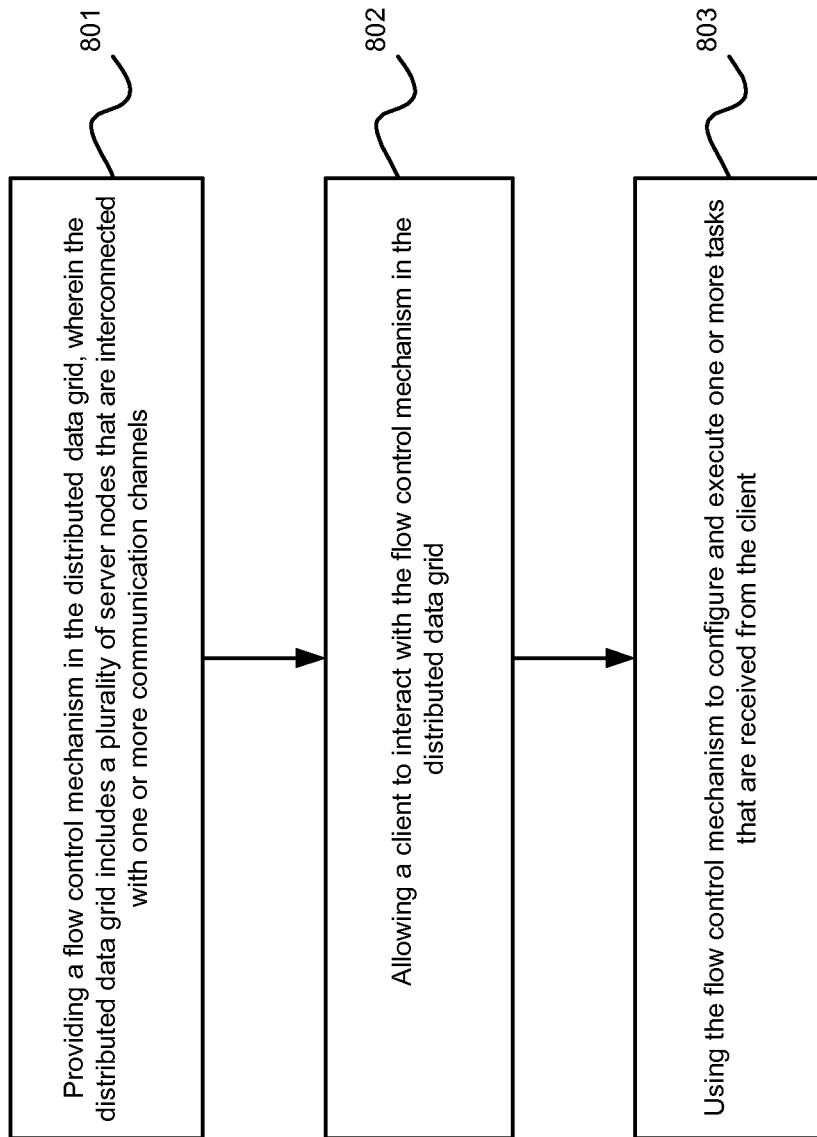 Providing a flow control mechanism in the distributed data grid, wherein the
distributed data grid includes a plurality of server nodes that are interconnected
with one or more communication channels
801
Allowing a client to interact with the flow control mechanism in the
distributed data grid
802
Using the flow control mechanism to configure and execute one or more tasks
that are received from the client
803